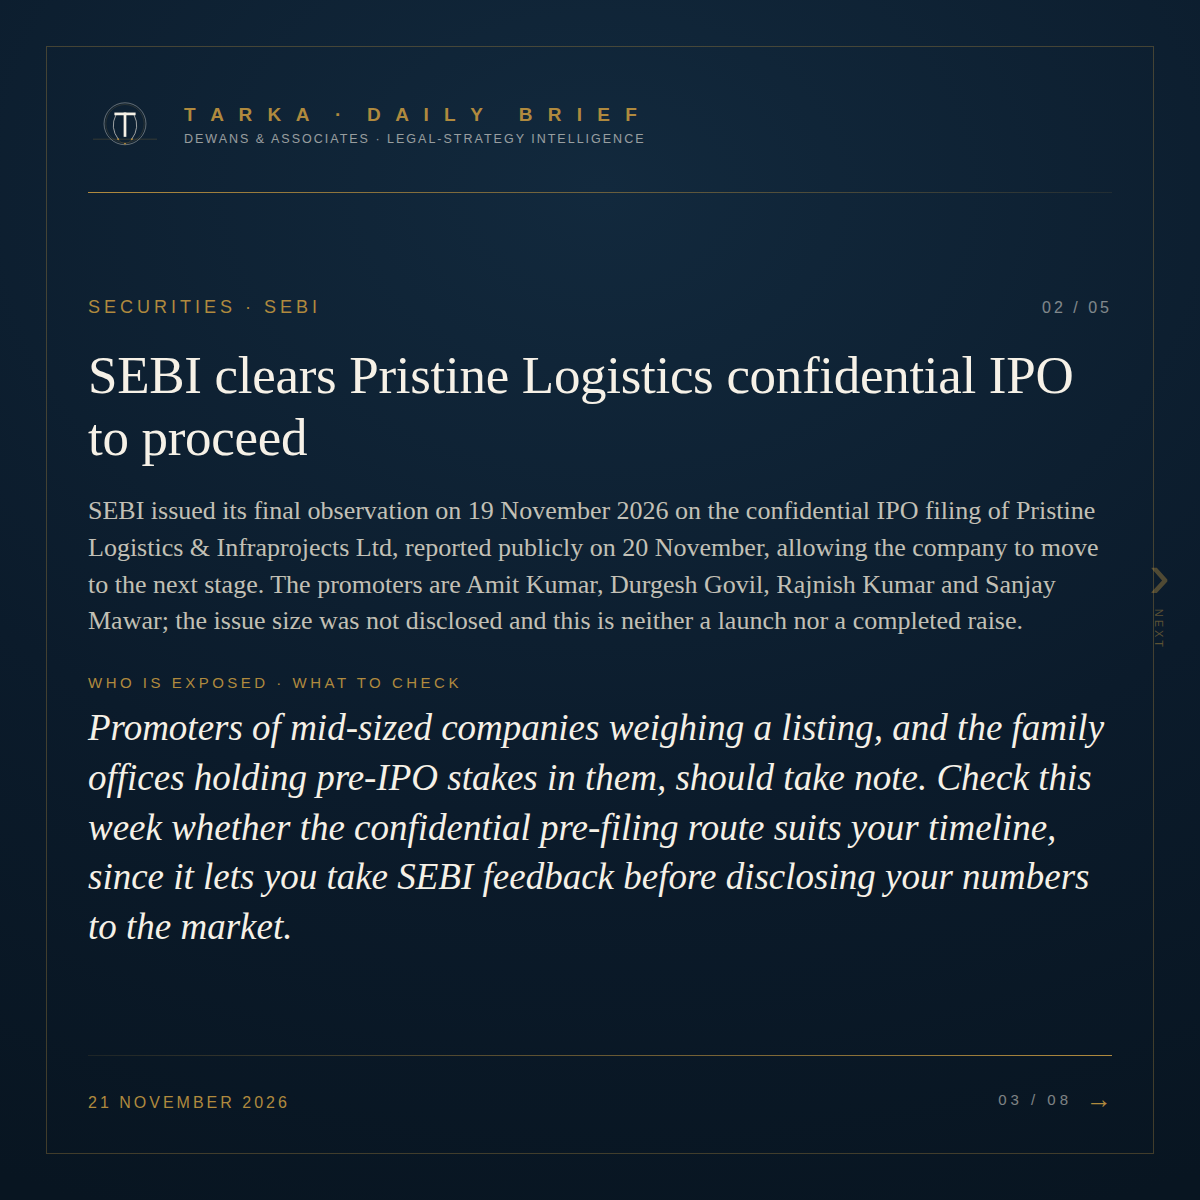 T
TARKA · DAILY BRIEF
DEWANS & ASSOCIATES · LEGAL-STRATEGY INTELLIGENCE
SECURITIES · SEBI
02 / 05
SEBI clears Pristine Logistics confidential IPO
to proceed
SEBI issued its final observation on 19 November 2026 on the confidential IPO filing of Pristine
Logistics & Infraprojects Ltd, reported publicly on 20 November, allowing the company to move
to the next stage. The promoters are Amit Kumar, Durgesh Govil, Rajnish Kumar and Sanjay
Mawar; the issue size was not disclosed and this is neither a launch nor a completed raise.
NEXT
WHO IS EXPOSED · WHAT TO CHECK
Promoters of mid-sized companies weighing a listing, and the family
offices holding pre-IPO stakes in them, should take note. Check this
week whether the confidential pre-filing route suits your timeline,
since it lets you take SEBI feedback before disclosing your numbers
to the market.
21 NOVEMBER 2026
03 / 08 →